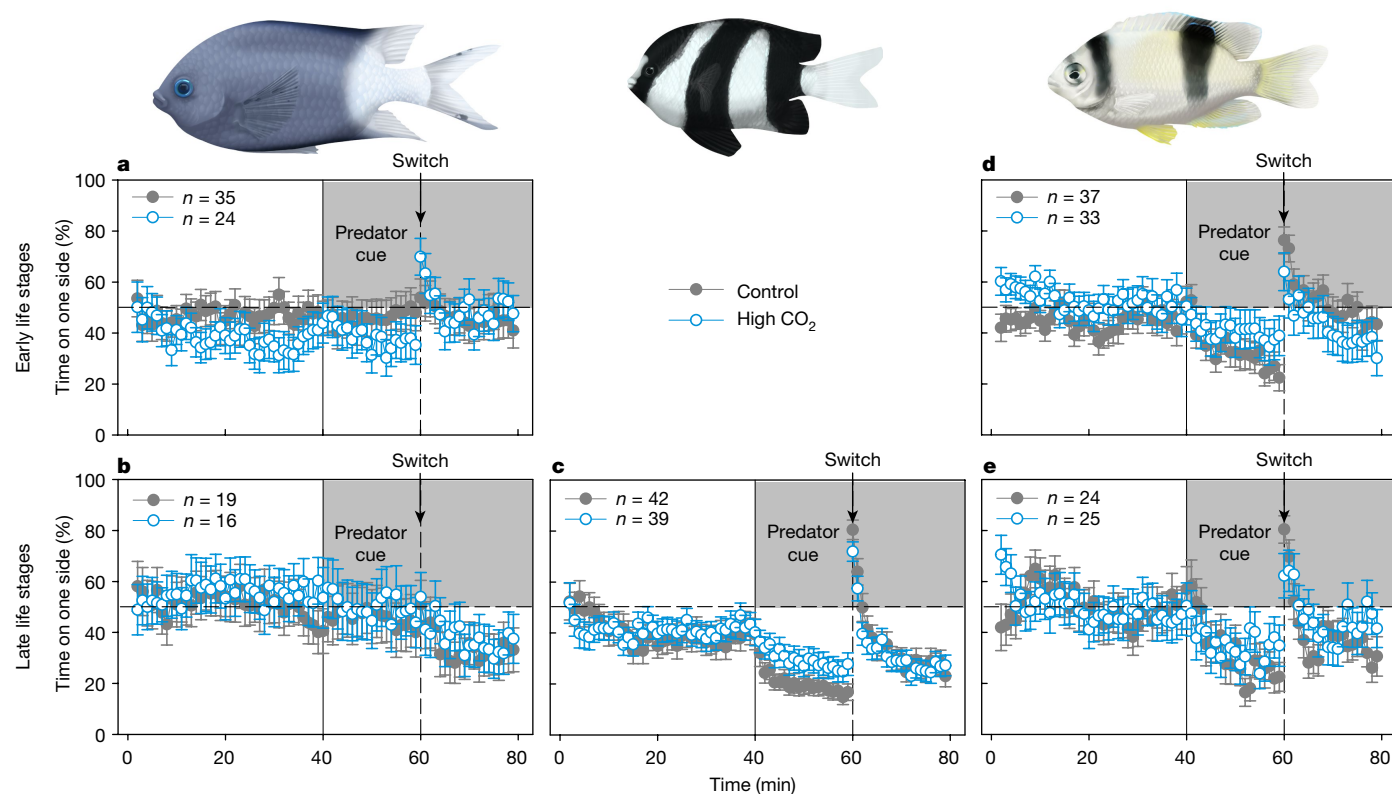 a
Switch
n = 35
n = 24
Predator
cue
100
80
60
40
20
0
Early life stages
Time on one side (%)
Control
High CO2
d
Switch
n = 37
n = 33
Predator
cue
b
Switch
n = 19
n = 16
Predator
cue
100
80
60
40
20
0
Late life stages
Time on one side (%)
0 20 40 60 80
c
Switch
n = 42
n = 39
Predator
cue
0 20 40 60 80
e
Switch
n = 24
n = 25
Predator
cue
0 20 40 60 80
Time (min)